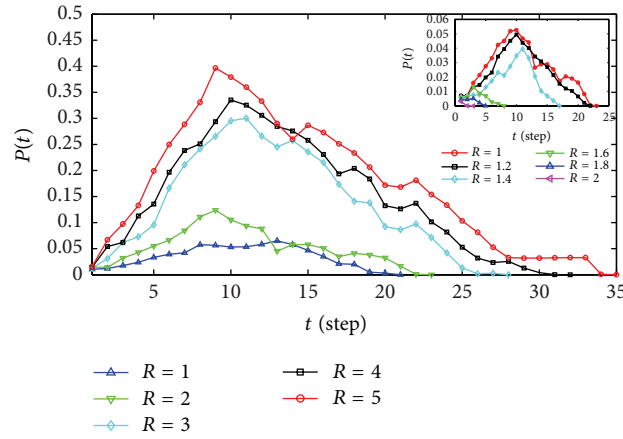 0.5
0.45
0.4
0.35
0.3
0.25
0.2
0.15
0.1
0.05
0
P(t)
5 10 15 20 25 30 35
t (step)
0.06
0.05
0.04
0.03
0.02
0.01
0
P(t)
0 5 10 15 20 25
t (step)
R = 1
R = 1.2
R = 1.4
R = 1.6
R = 1.8
R = 2
R = 1
R = 2
R = 3
R = 4
R = 5